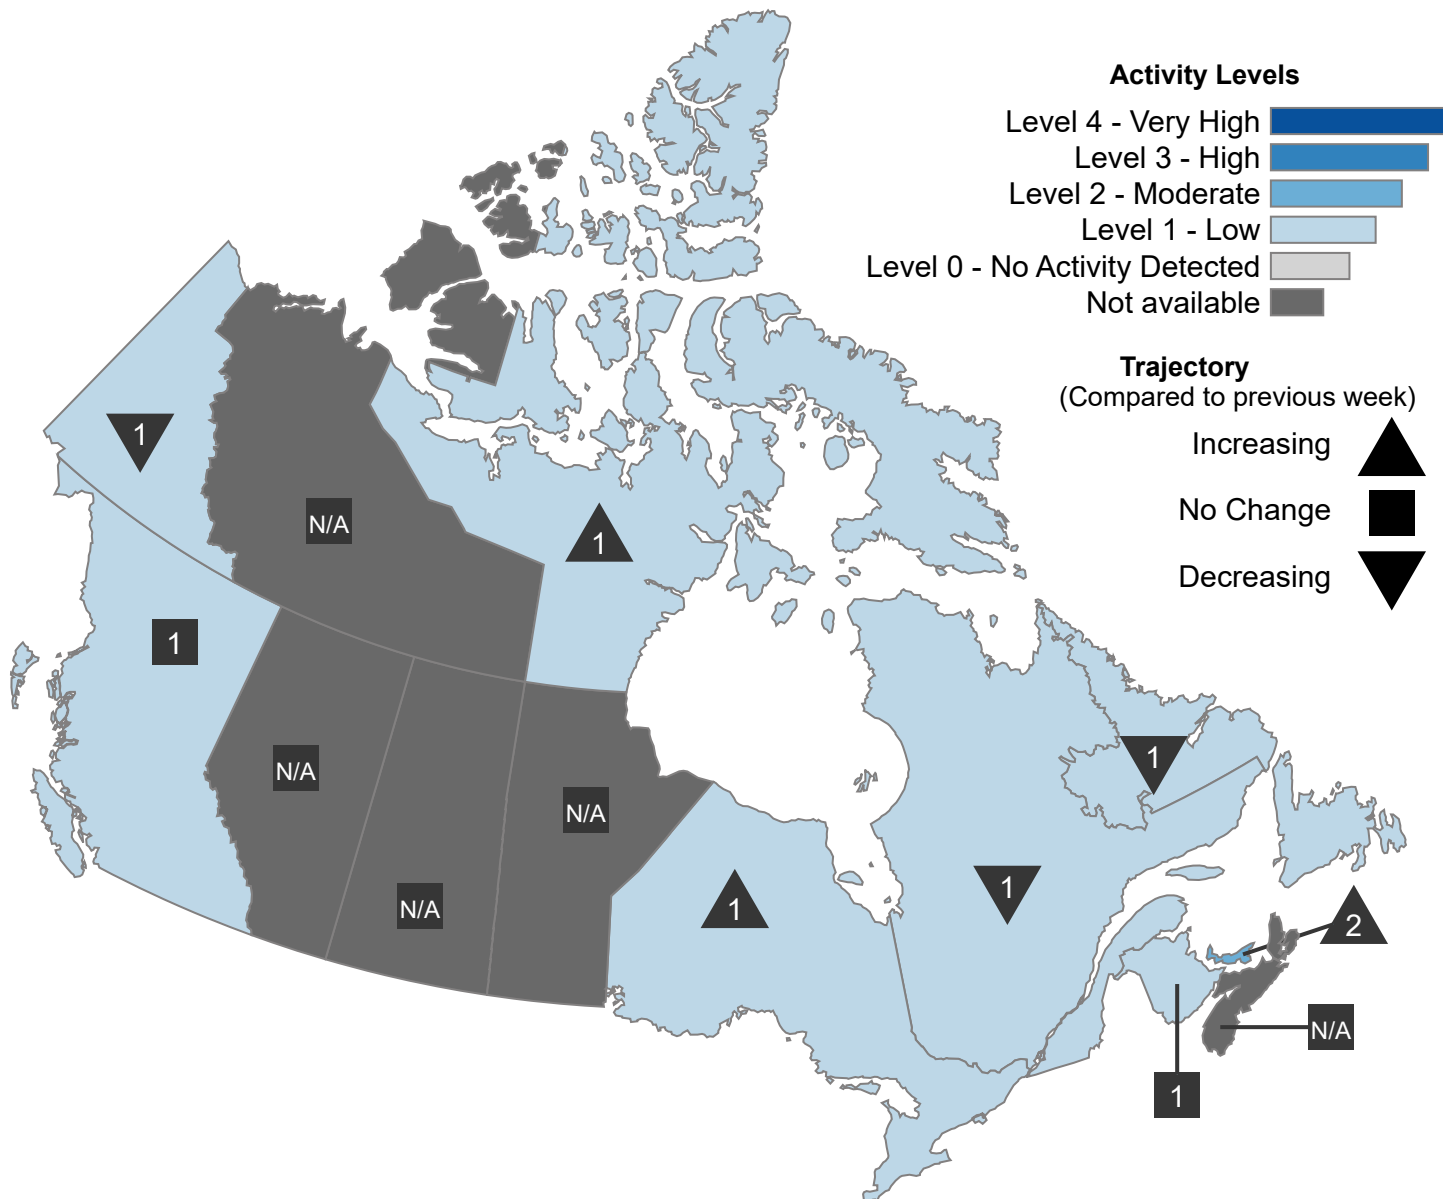 Activity Levels
Level 4 - Very High
Level 3 - High
Level 2 - Moderate
Level 1 - Low
Level 0 - No Activity Detected
Not available
Trajectory
(Compared to previous week)
Increasing
No Change
Decreasing
1
N/A
1
1
N/A
N/A
N/A
1
1
1
2
N/A
1